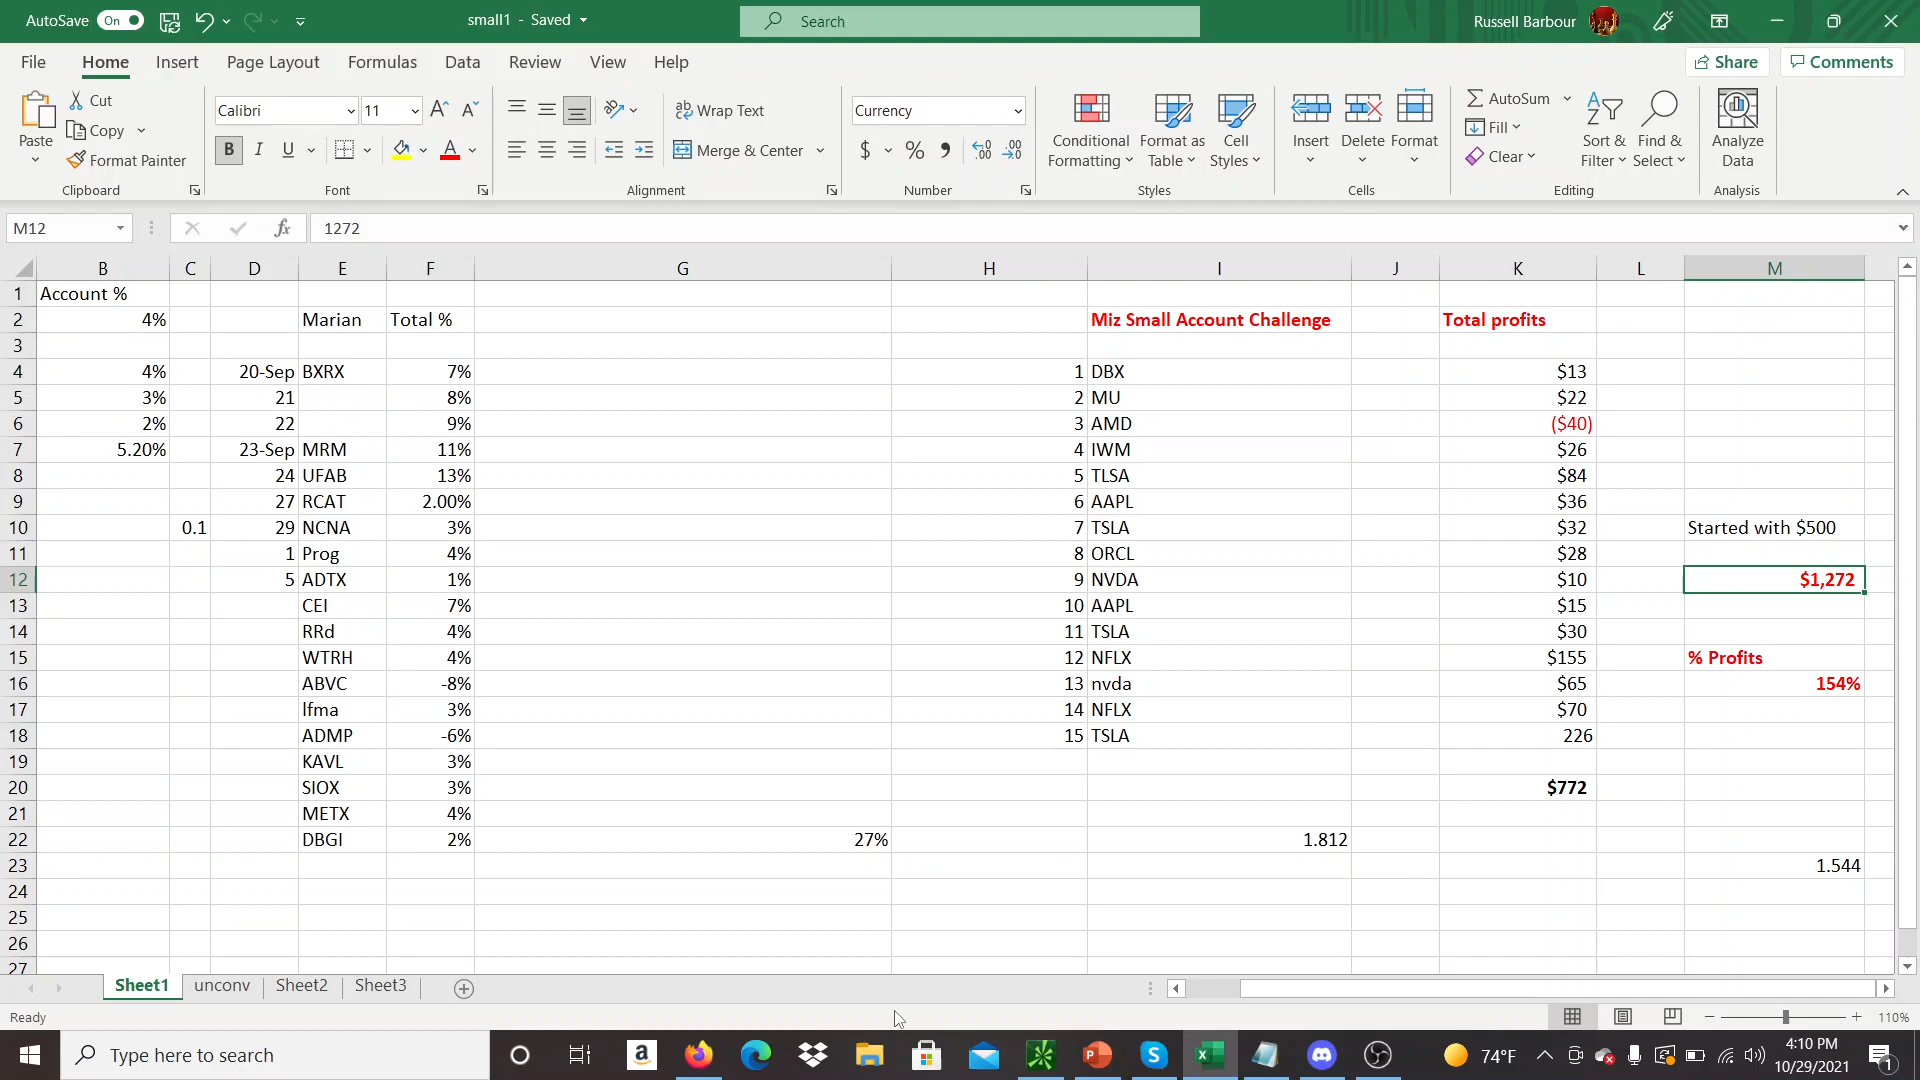 AutoSave On small1 - Saved Search Russell Barbour
File Home Insert Page Layout Formulas Data Review View Help Share Comments
Paste Cut Copy Format Painter Clipboard
Calibri 11 B I U A Font
Wrap Text Merge & Center Alignment
Currency $ % Number
Conditional Formatting Format as Table Cell Styles Styles
Insert Delete Format Cells
AutoSum Fill Clear Sort & Filter Find & Select Editing
Analyze Data Analysis
M12 fx 1272
B C D E F G H I J K L M
1 Account %
2 4% Marian Total % Miz Small Account Challenge Total profits
3
4 4% 20-Sep BXRX 7% 1 DBX $13
5 3% 21 8% 2 MU $22
6 2% 22 9% 3 AMD ($40)
7 5.20% 23-Sep MRM 11% 4 IWM $26
8 24 UFAB 13% 5 TLSA $84
9 27 RCAT 2.00% 6 AAPL $36
10 0.1 29 NCNA 3% 7 TSLA $32 Started with $500
11 1 Prog 4% 8 ORCL $28
12 5 ADTX 1% 9 NVDA $10 $1,272
13 CEI 7% 10 AAPL $15
14 RRd 4% 11 TSLA $30
15 WTRH 4% 12 NFLX $155 % Profits
16 ABVC -8% 13 nvda $65 154%
17 lfma 3% 14 NFLX $70
18 ADMP -6% 15 TSLA 226
19 KAVL 3%
20 SIOX 3% $772
21 METX 4%
22 DBGI 2% 27% 1.812
23 1.544
24
25
26
27
Sheet1 unconv Sheet2 Sheet3
Ready 110%
Type here to search 74°F 4:10 PM
10/29/2021 1